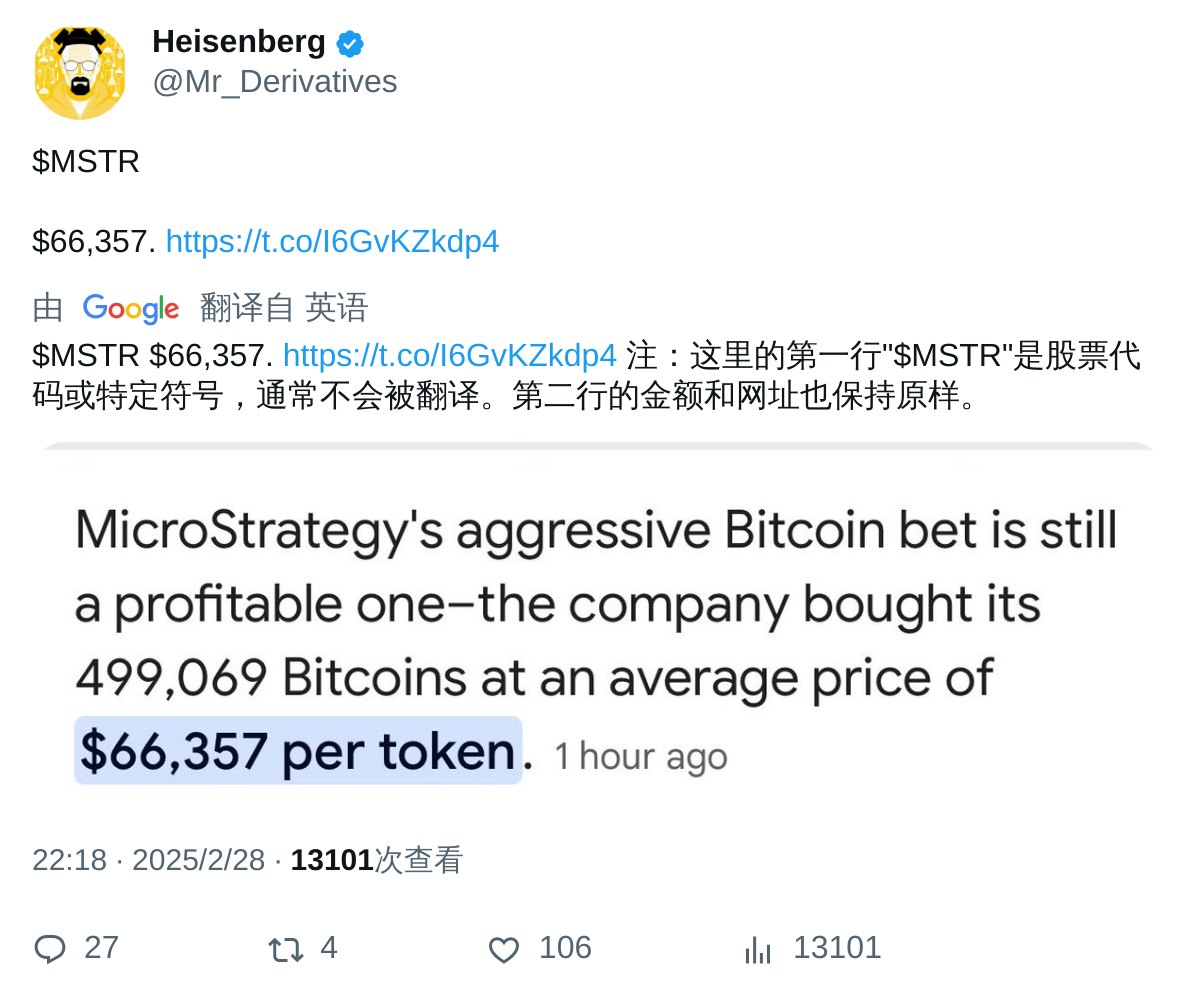 Heisenberg
@Mr_Derivatives
$MSTR
$66,357. https://t.co/I6GvKZkdp4
由 Google 翻译自 英语
$MSTR $66,357. https://t.co/I6GvKZkdp4 注：这里的第一行"$MSTR"是股票代
码或特定符号，通常不会被翻译。第二行的金额和网址也保持原样。
MicroStrategy's aggressive Bitcoin bet is still
a profitable one–the company bought its
499,069 Bitcoins at an average price of
$66,357 per token. 1 hour ago
22:18 · 2025/2/28 · 13101次查看
27 4 106 13101